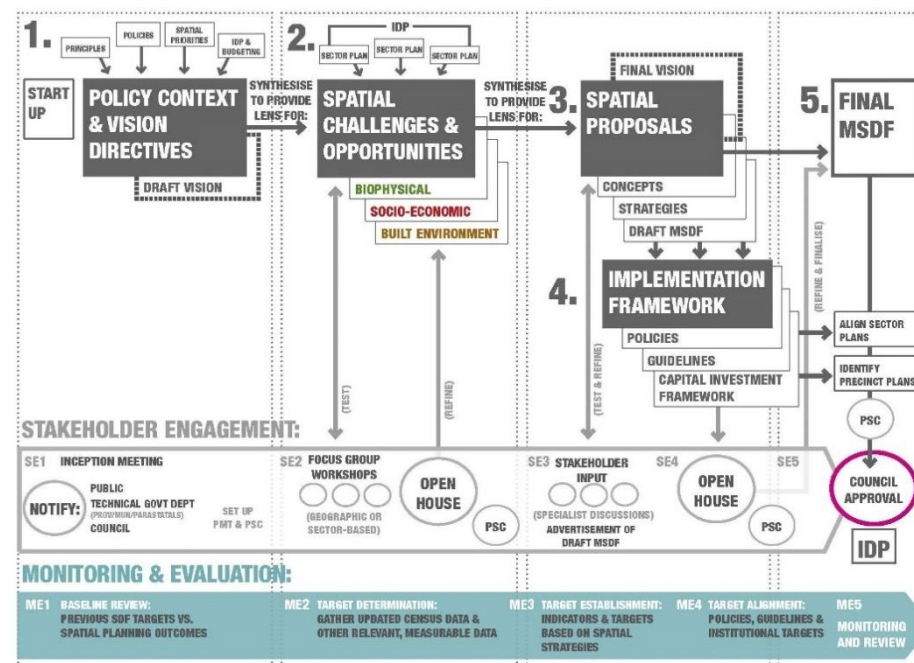 1.
PRINCIPLES
POLICIES
SPATIAL
PRIORITIES
IDP &
BUDGETING
START
UP
POLICY CONTEXT
& VISION
DIRECTIVES
DRAFT VISION
SYNTHESISE
TO PROVIDE
LENS FOR:
2.
IDP
SECTOR PLAN
SECTOR PLAN
SECTOR PLAN
SPATIAL
CHALLENGES &
OPPORTUNITIES
BIOPHYSICAL
SOCIO-ECONOMIC
BUILT ENVIRONMENT
SYNTHESISE
TO PROVIDE
LENS FOR:
3.
FINAL VISION
SPATIAL
PROPOSALS
CONCEPTS
STRATEGIES
DRAFT MSDF
4.
IMPLEMENTATION
FRAMEWORK
POLICIES
GUIDELINES
CAPITAL INVESTMENT
FRAMEWORK
5.
FINAL
MSDF
ALIGN SECTOR
PLANS
IDENTIFY
PRECINCT PLANS
PSC
COUNCIL
APPROVAL
IDP
(TEST)
(REFINE)
(TEST & REFINE)
(REFINE & FINALISE)
STAKEHOLDER ENGAGEMENT:
SE1 INCEPTION MEETING
NOTIFY:
PUBLIC
TECHNICAL GOVT DEPT
(PROV/MUN/PARASTATALS)
COUNCIL
SET UP
PMT & PSC
SE2 FOCUS GROUP
WORKSHOPS
(GEOGRAPHIC OR
SECTOR-BASED)
OPEN
HOUSE
PSC
SE3 STAKEHOLDER
INPUT
(SPECIALIST DISCUSSIONS)
ADVERTISEMENT OF
DRAFT MSDF
SE4
OPEN
HOUSE
PSC
SE5
MONITORING & EVALUATION:
ME1 BASELINE REVIEW:
PREVIOUS SDF TARGETS VS.
SPATIAL PLANNING OUTCOMES
ME2 TARGET DETERMINATION:
GATHER UPDATED CENSUS DATA &
OTHER RELEVANT, MEASURABLE DATA
ME3 TARGET ESTABLISHMENT:
INDICATORS & TARGETS
BASED ON SPATIAL
STRATEGIES
ME4 TARGET ALIGNMENT:
POLICIES, GUIDELINES &
INSTITUTIONAL TARGETS
ME5
MONITORING
AND REVIEW